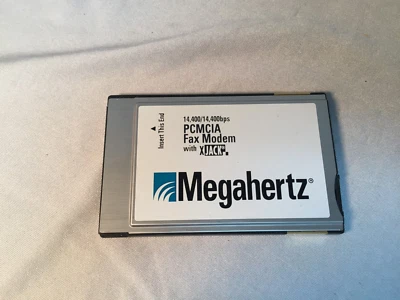 Insert This End
14,400/14,400bps
PCMCIA
Fax Modem
with XJACK®
Megahertz®